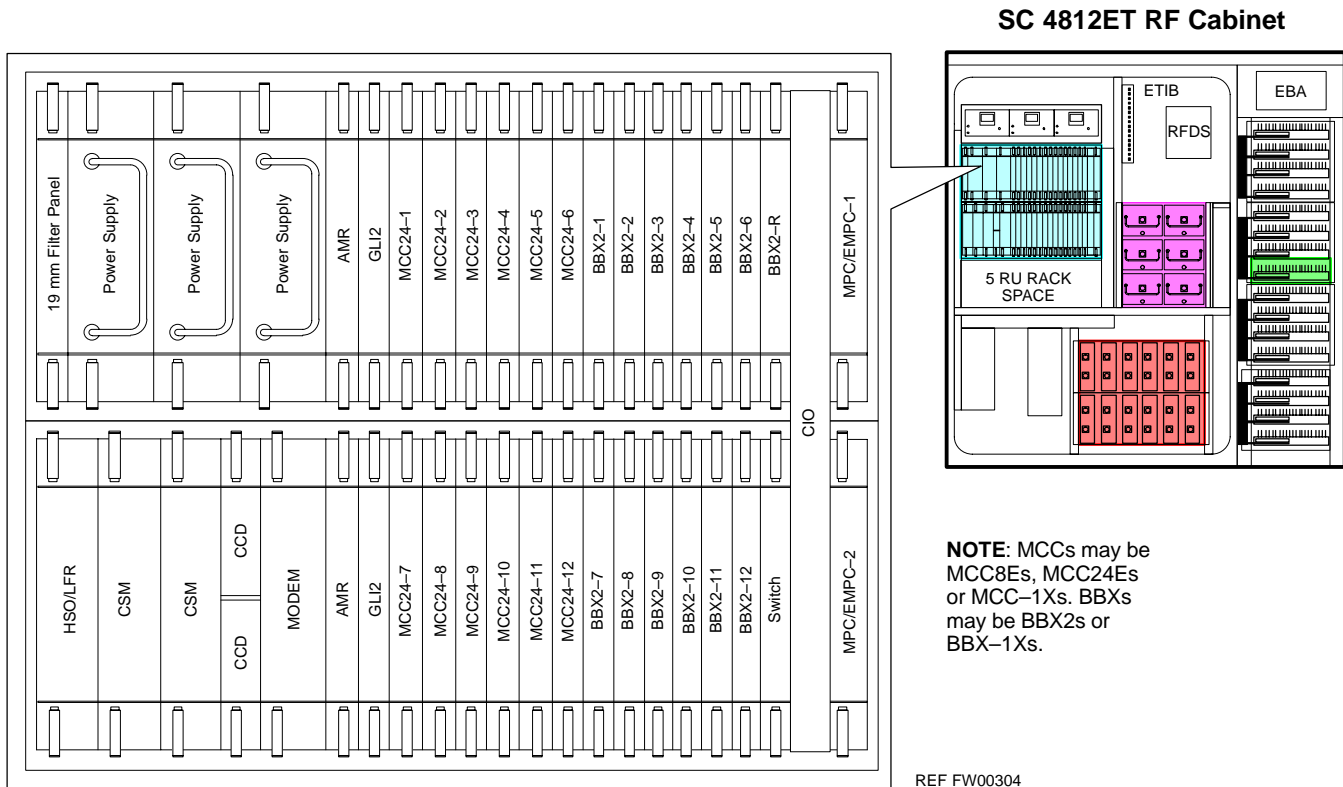 SC 4812ET RF Cabinet
19 mm Filter Panel
Power Supply
Power Supply
Power Supply
AMR
GLI2
MCC24–1
MCC24–2
MCC24–3
MCC24–4
MCC24–5
MCC24–6
BBX2–1
BBX2–2
BBX2–3
BBX2–4
BBX2–5
BBX2–6
BBX2–R
CIO
MPC/EMPC–1
HSO/LFR
CSM
CSM
CCD
CCD
MODEM
AMR
GLI2
MCC24–7
MCC24–8
MCC24–9
MCC24–10
MCC24–11
MCC24–12
BBX2–7
BBX2–8
BBX2–9
BBX2–10
BBX2–11
BBX2–12
Switch
MPC/EMPC–2
ETIB
EBA
RFDS
5 RU RACK
SPACE
NOTE: MCCs may be
MCC8Es, MCC24Es
or MCC–1Xs. BBXs
may be BBX2s or
BBX–1Xs.
REF FW00304